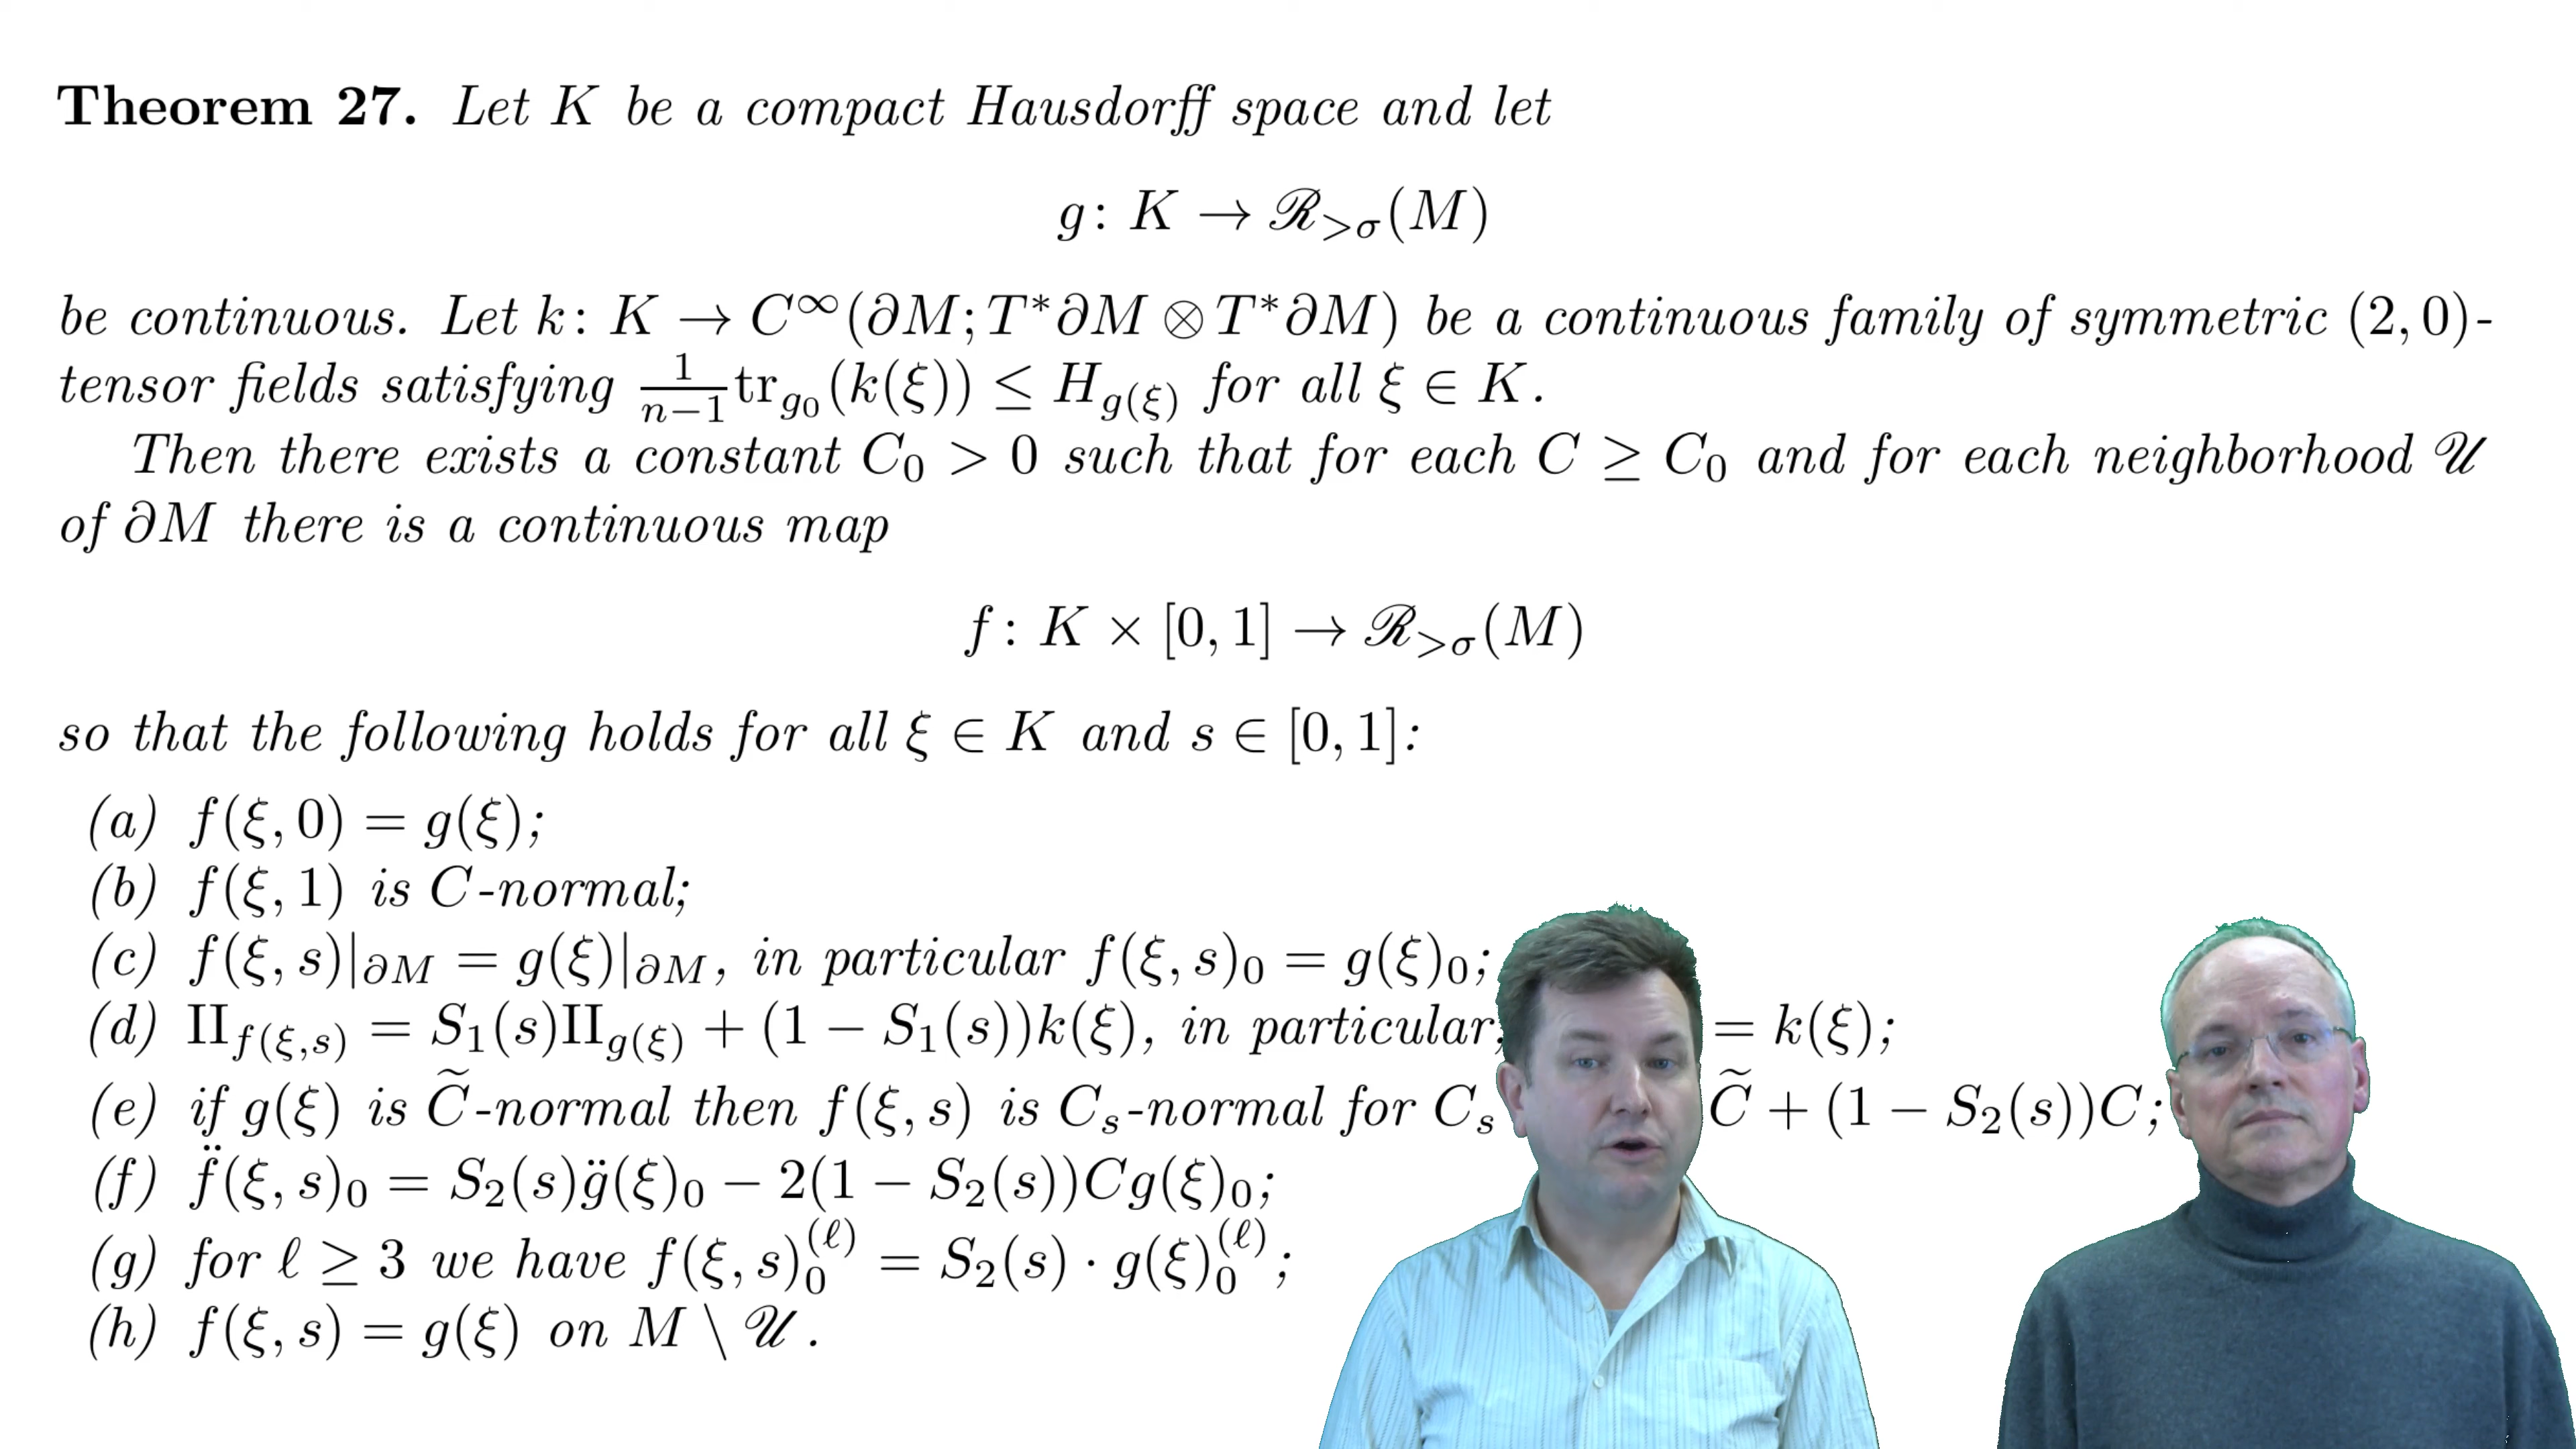 Theorem 27. Let K be a compact Hausdorff space and let
g: K → ℛ_{>σ}(M)
be continuous. Let k: K → C^∞(∂M; T*∂M ⊗ T*∂M) be a continuous family of symmetric (2,0)-
tensor fields satisfying \frac{1}{n−1}tr_{g_0}(k(ξ)) ≤ H_{g(ξ)} for all ξ ∈ K.
Then there exists a constant C_0 > 0 such that for each C ≥ C_0 and for each neighborhood 𝒰
of ∂M there is a continuous map
f: K × [0,1] → ℛ_{>σ}(M)
so that the following holds for all ξ ∈ K and s ∈ [0,1]:
(a) f(ξ,0) = g(ξ);
(b) f(ξ,1) is C-normal;
(c) f(ξ,s)|_{∂M} = g(ξ)|_{∂M}, in particular f(ξ,s)_0 = g(ξ)_0;
(d) II_{f(ξ,s)} = S_1(s)II_{g(ξ)} + (1 − S_1(s))k(ξ), in particular, = k(ξ);
(e) if g(ξ) is C̃-normal then f(ξ,s) is C_s-normal for C_s C̃ + (1 − S_2(s))C;
(f) f̈(ξ,s)_0 = S_2(s)g̈(ξ)_0 − 2(1 − S_2(s))Cg(ξ)_0;
(g) for ℓ ≥ 3 we have f(ξ,s)_0^{(ℓ)} = S_2(s) · g(ξ)_0^{(ℓ)};
(h) f(ξ,s) = g(ξ) on M \ 𝒰.